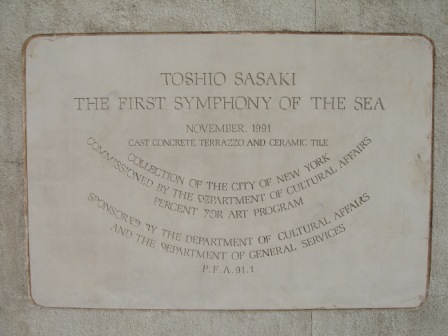 TOSHIO SASAKI
THE FIRST SYMPHONY OF THE SEA
NOVEMBER, 1991
CAST CONCRETE TERRAZZO AND CERAMIC TILE
COLLECTION OF THE CITY OF NEW YORK
COMMISSIONED BY THE DEPARTMENT OF CULTURAL AFFAIRS
PERCENT FOR ART PROGRAM
SPONSORED BY THE DEPARTMENT OF CULTURAL AFFAIRS
AND THE DEPARTMENT OF GENERAL SERVICES
P.F.A. 91.1